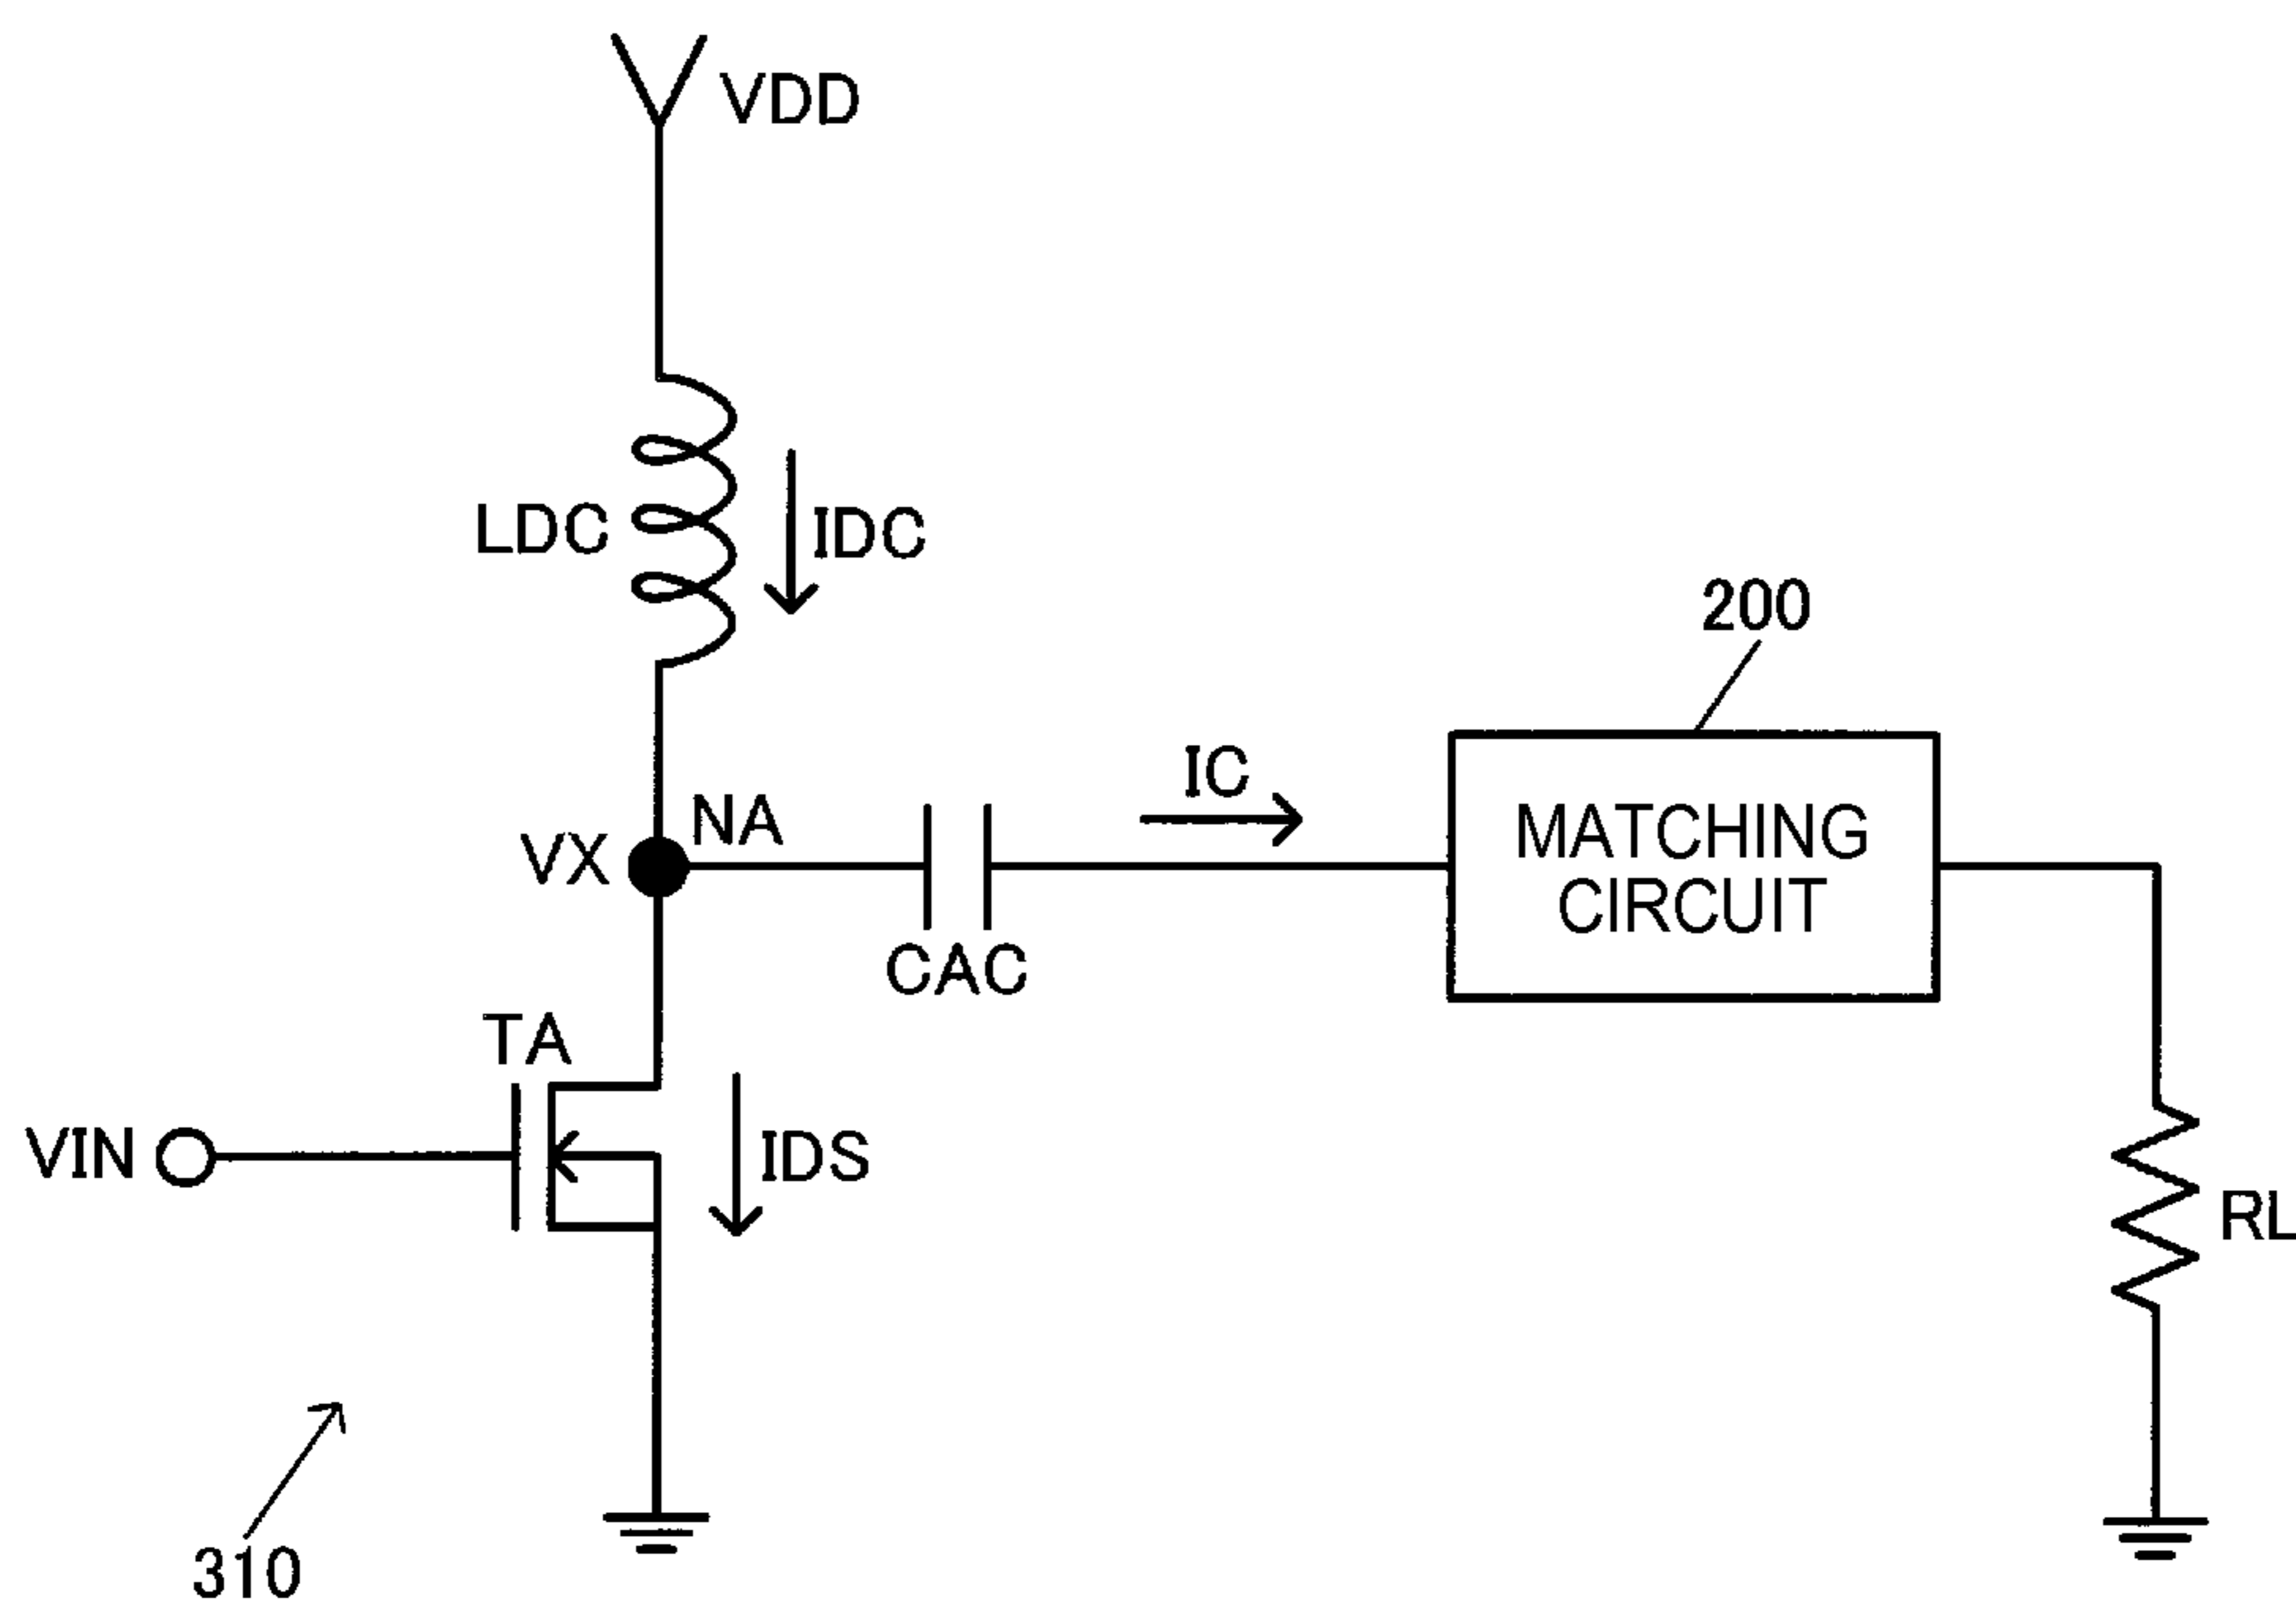 VDD
LDC
IDC
200
IC
NA
VX
MATCHING
CIRCUIT
CAC
TA
VIN
IDS
RL
310